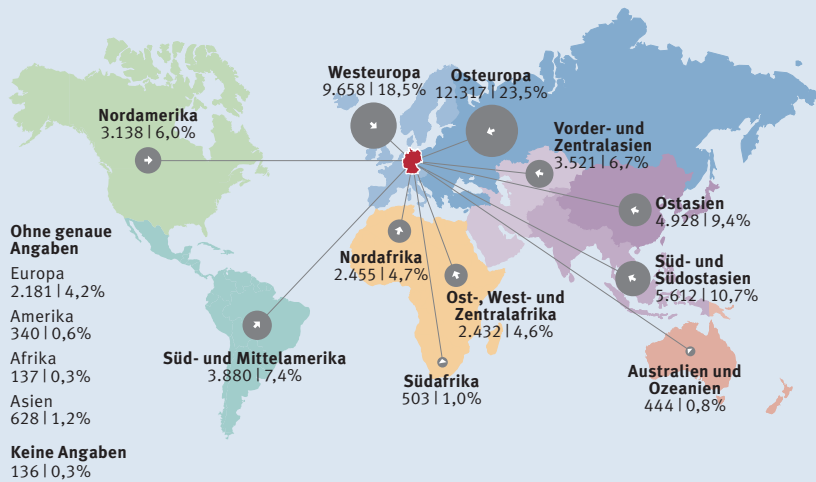 Westeuropa
9.658 | 18,5%
Osteuropa
12.317 | 23,5%
Nordamerika
3.138 | 6,0%
Vorder- und
Zentralasien
3.521 | 6,7%
Ostasien
4.928 | 9,4%
Süd- und
Südostasien
5.612 | 10,7%
Nordafrika
2.455 | 4,7%
Ost-, West- und
Zentralafrika
2.432 | 4,6%
Süd- und Mittelamerika
3.880 | 7,4%
Südafrika
503 | 1,0%
Australien und
Ozeanien
444 | 0,8%
Ohne genaue
Angaben
Europa
2.181 | 4,2%
Amerika
340 | 0,6%
Afrika
137 | 0,3%
Asien
628 | 1,2%
Keine Angaben
136 | 0,3%